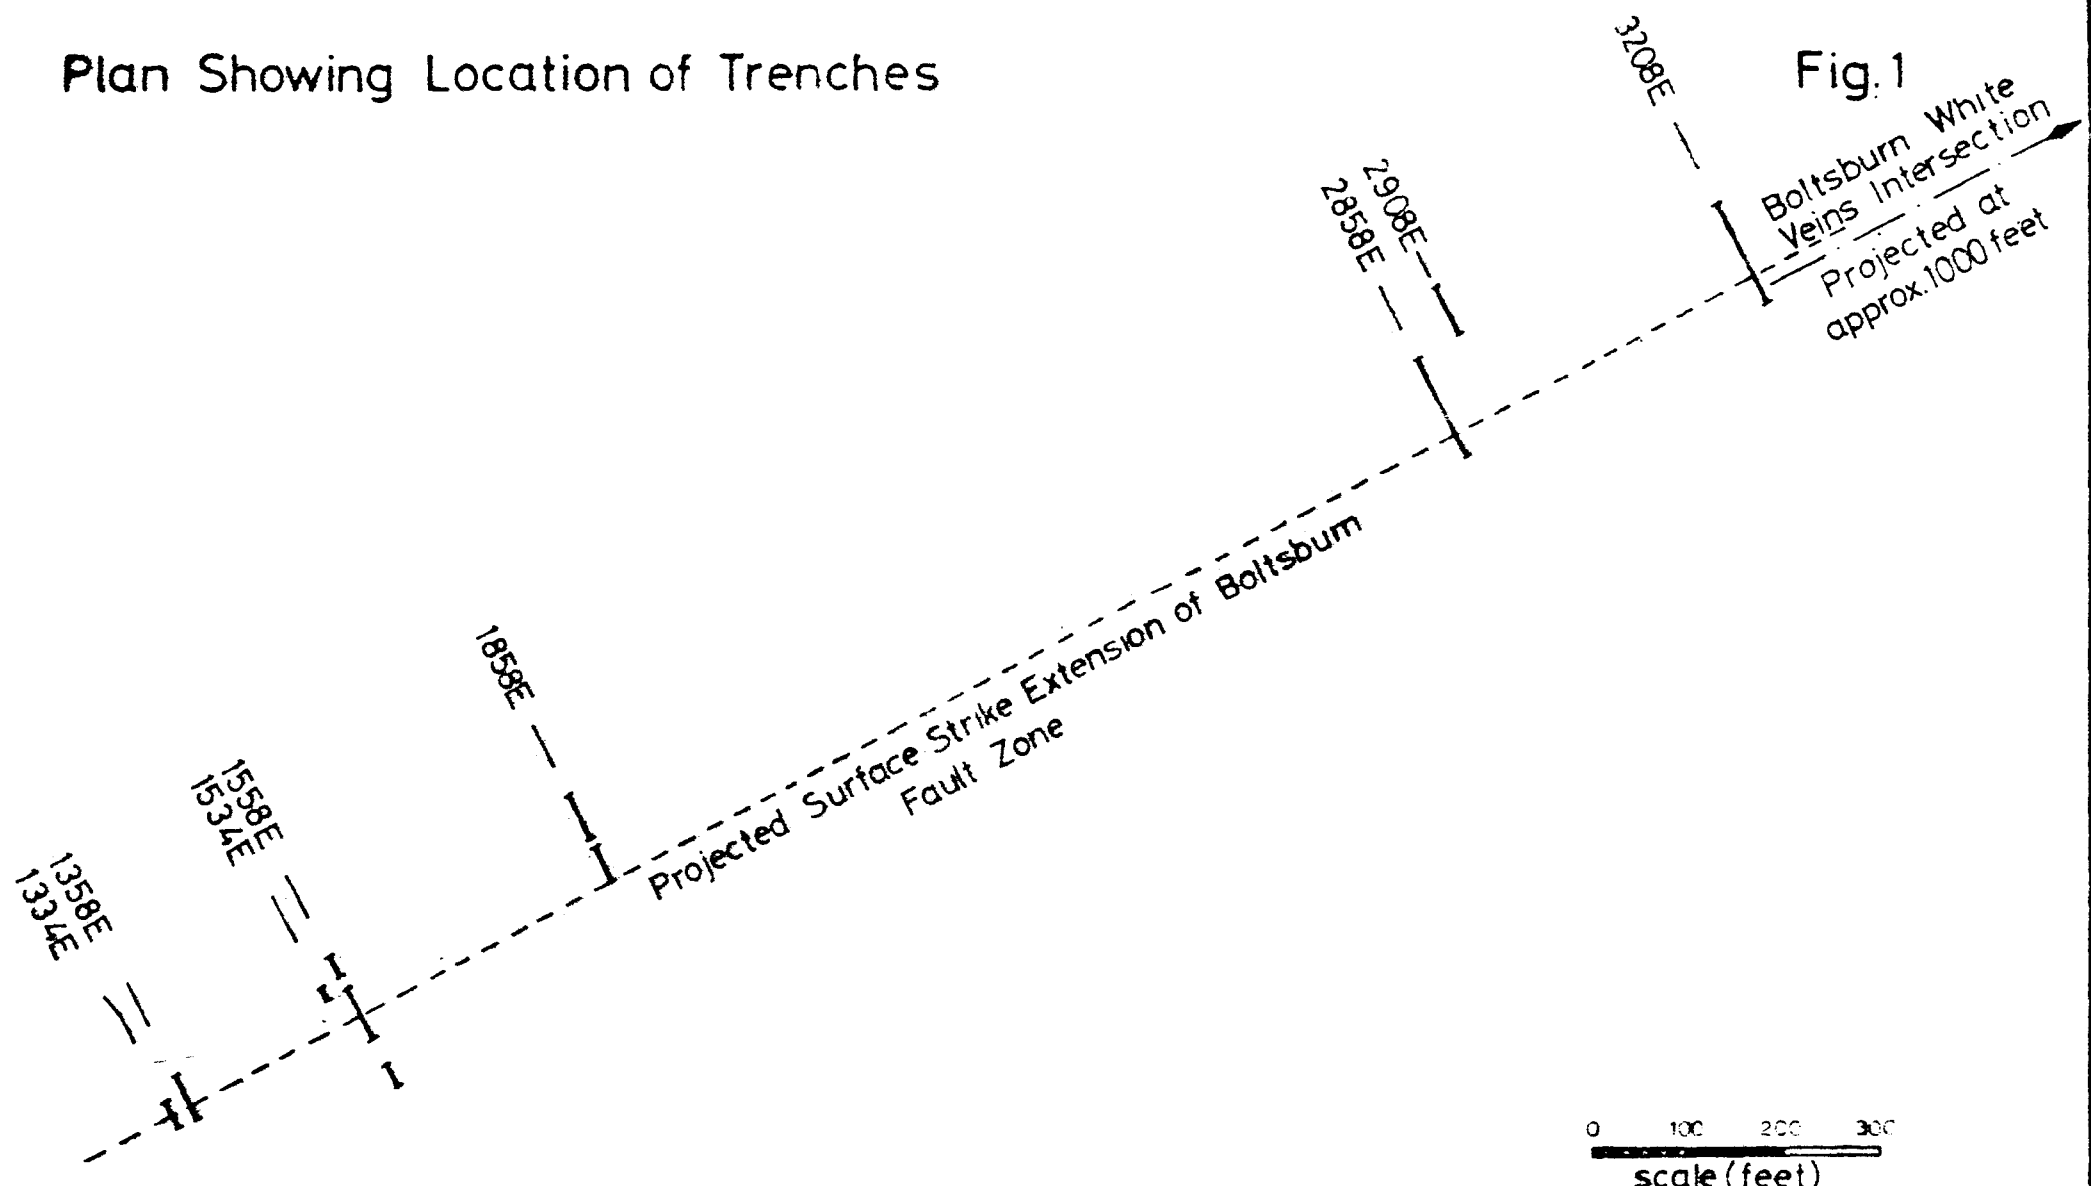 Plan Showing Location of Trenches
Fig. 1
3208E
Boltsburn White
Veins Intersection
Projected at
approx. 1000 feet
2908E
2858E
Projected Surface Strike Extension of Boltsburn
Fault Zone
1858E
1558E
1534E
1358E
1334E
0 100 200 300
scale (feet)